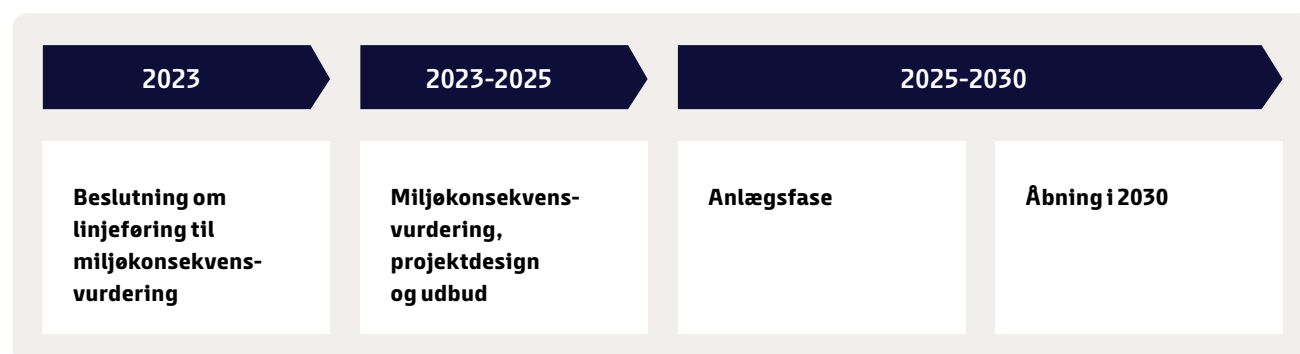 2023
2023-2025
2025-2030
Beslutning om
linjeføring til
miljøkonsekvens-
vurdering
Miljøkonsekvens-
vurdering,
projektdesign
og udbud
Anlægsfase
Åbning i 2030